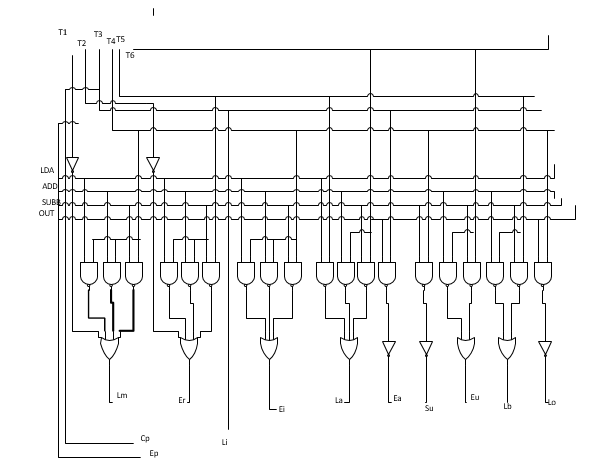 T1
T2
T3
T4
T5
T6
LDA
ADD
SUBB
OUT
Lm
Er
Ei
La
Ea
Su
Eu
Lb
Lo
Li
Cp
Ep